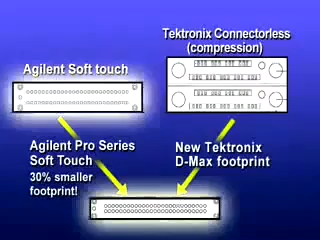 Tektronix Connectorless
(compression)
Agilent Soft touch
Agilent Pro Series
Soft Touch
30% smaller
footprint!
New Tektronix
D-Max footprint